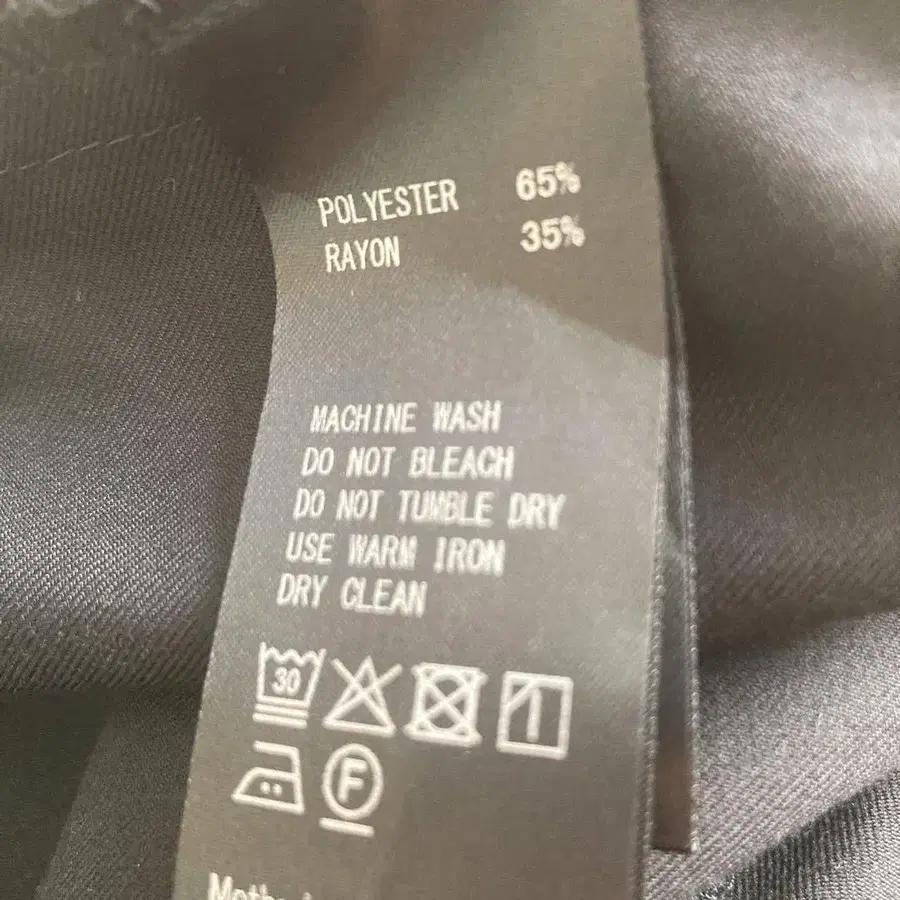 POLYESTER 65%
RAYON 35%
MACHINE WASH
DO NOT BLEACH
DO NOT TUMBLE DRY
USE WARM IRON
DRY CLEAN
30
F